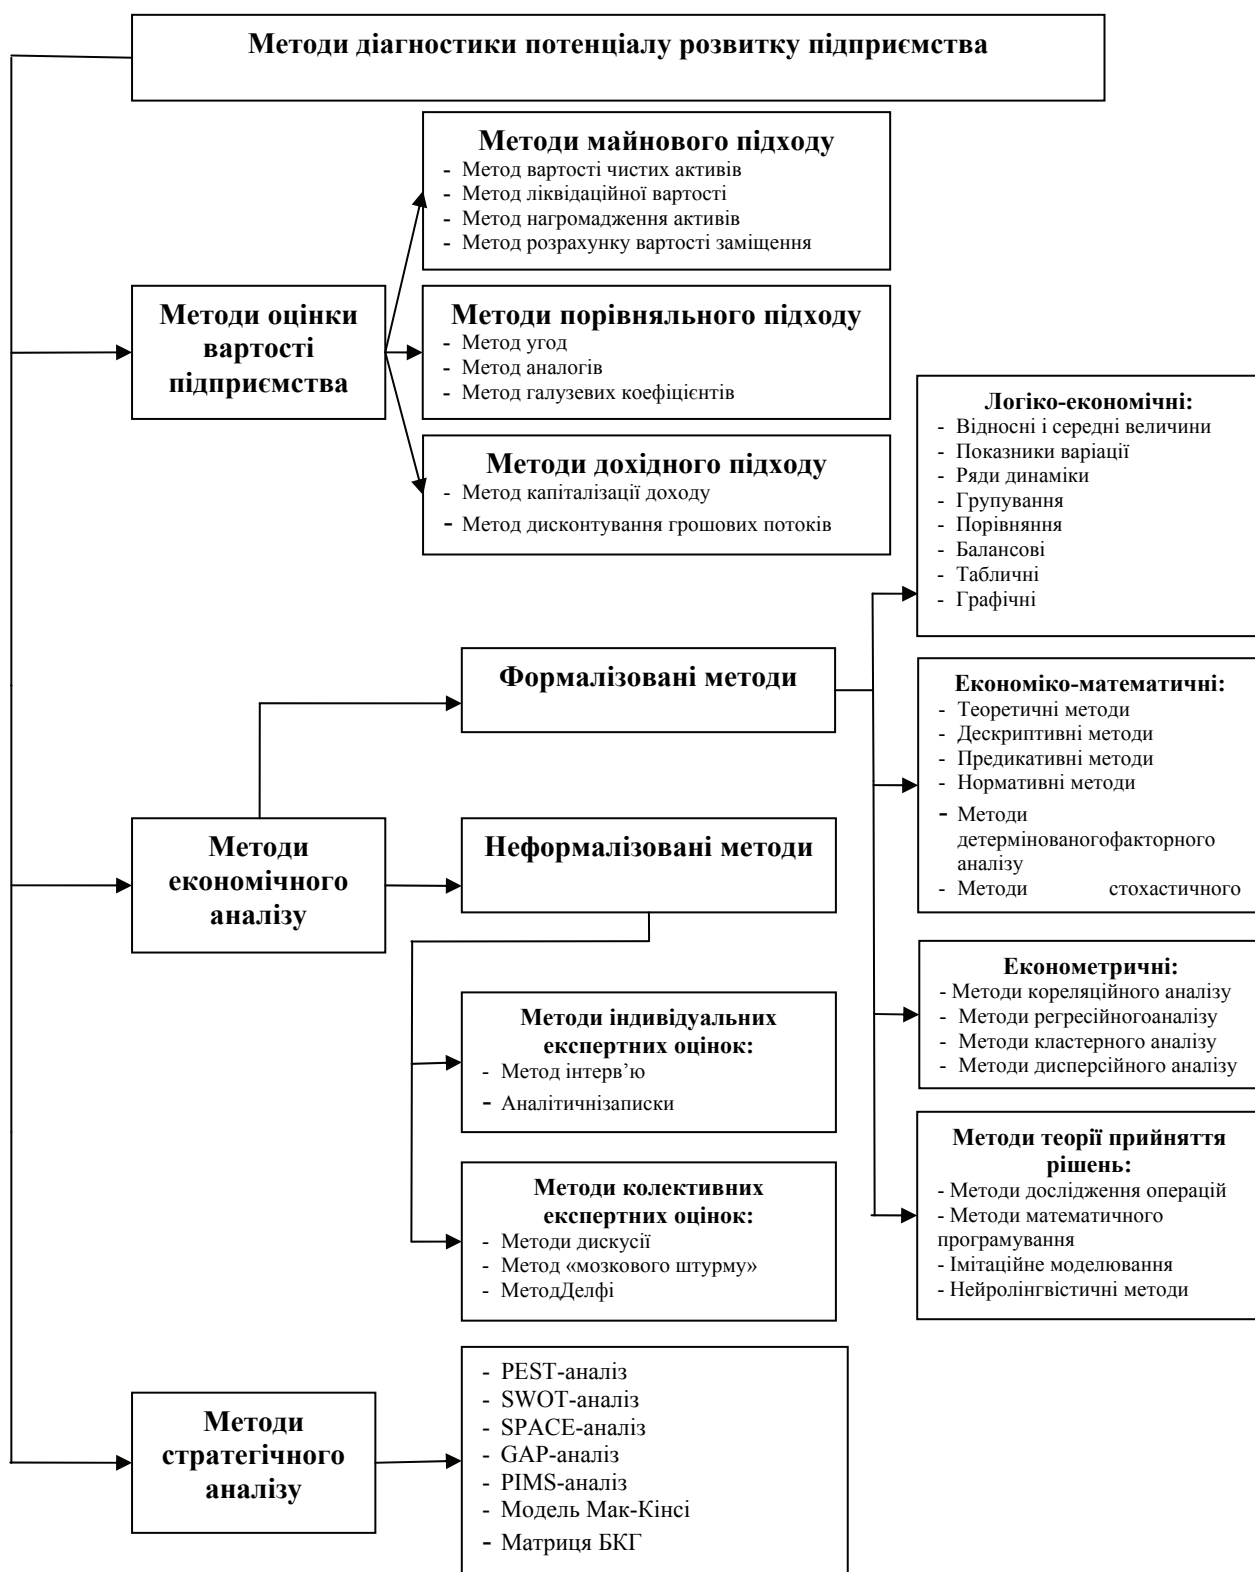 Методи діагностики потенціалу розвитку підприємства
Методи майнового підходу
- Метод вартості чистих активів
- Метод ліквідаційної вартості
- Метод нагромадження активів
- Метод розрахунку вартості заміщення
Методи оцінки
вартості
підприємства
Методи порівняльного підходу
- Метод угод
- Метод аналогів
- Метод галузевих коефіцієнтів
Методи дохідного підходу
- Метод капіталізації доходу
- Метод дисконтування грошових потоків
Логіко-економічні:
- Відносні і середні величини
- Показники варіації
- Ряди динаміки
- Групування
- Порівняння
- Балансові
- Табличні
- Графічні
Формалізовані методи
Економіко-математичні:
- Теоретичні методи
- Дескриптивні методи
- Предикативні методи
- Нормативні методи
- Методи
детермінованогофакторного
аналізу
- Методи стохастичного
Методи
економічного
аналізу
Неформалізовані методи
Економетричні:
- Методи кореляційного аналізу
- Методи регресійногоаналізу
- Методи кластерного аналізу
- Методи дисперсійного аналізу
Методи індивідуальних
експертних оцінок:
- Метод інтерв’ю
- Аналітичнізаписки
Методи теорії прийняття
рішень:
- Методи дослідження операцій
- Методи математичного
програмування
- Імітаційне моделювання
- Нейролінгвістичні методи
Методи колективних
експертних оцінок:
- Методи дискусії
- Метод «мозкового штурму»
- МетодДелфі
Методи
стратегічного
аналізу
- PEST-аналіз
- SWOT-аналіз
- SPACE-аналіз
- GAP-аналіз
- PIMS-аналіз
- Модель Мак-Кінсі
- Матриця БКГ